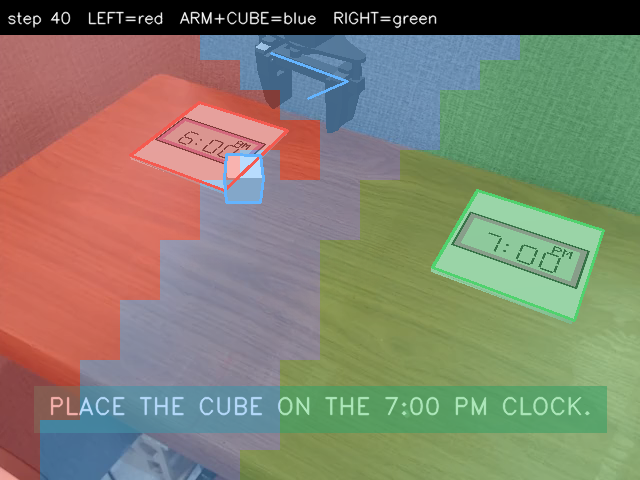 step 40 LEFT=red ARM+CUBE=blue RIGHT=green
6:00 PM
7:00 PM
PLACE THE CUBE ON THE 7:00 PM CLOCK.